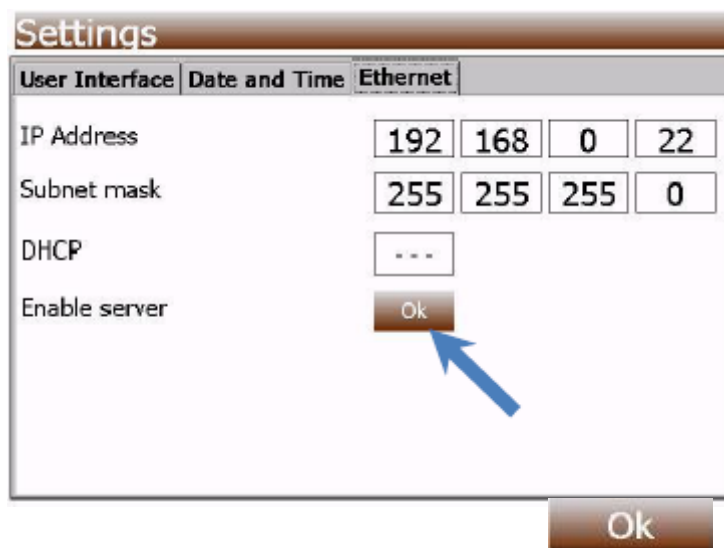 Settings
User Interface Date and Time Ethernet
IP Address 192 168 0 22
Subnet mask 255 255 255 0
DHCP ---
Enable server Ok
Ok